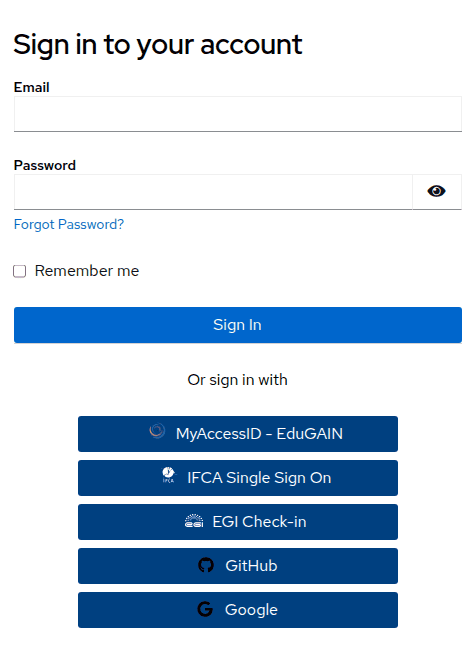 Sign in to your account
Email
Password
Forgot Password?
Remember me
Sign In
Or sign in with
MyAccessID - EduGAIN
IFCA
IFCA Single Sign On
EGI Check-in
GitHub
Google